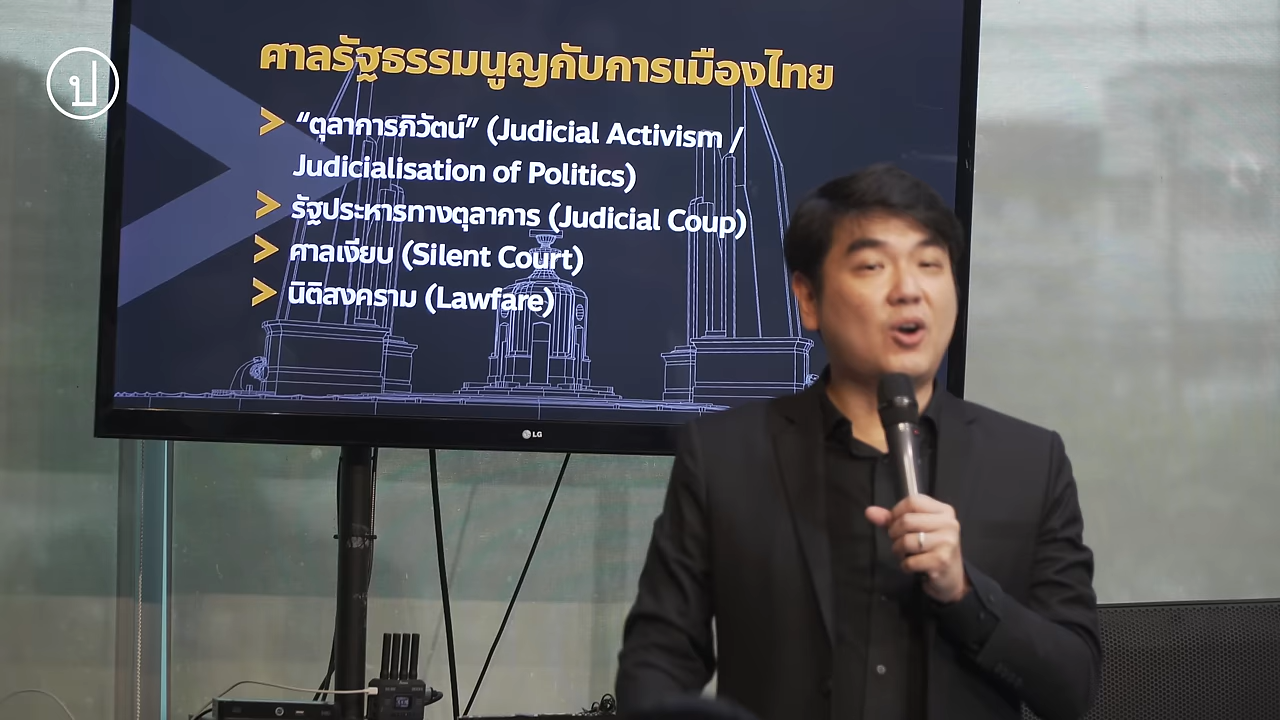 ป
ศาลรัฐธรรมนูญกับการเมืองไทย
“ตุลาการภิวัตน์” (Judicial Activism /
Judicialisation of Politics)
รัฐประหารทางตุลาการ (Judicial Coup)
ศาลเงียบ (Silent Court)
นิติสงคราม (Lawfare)
LG